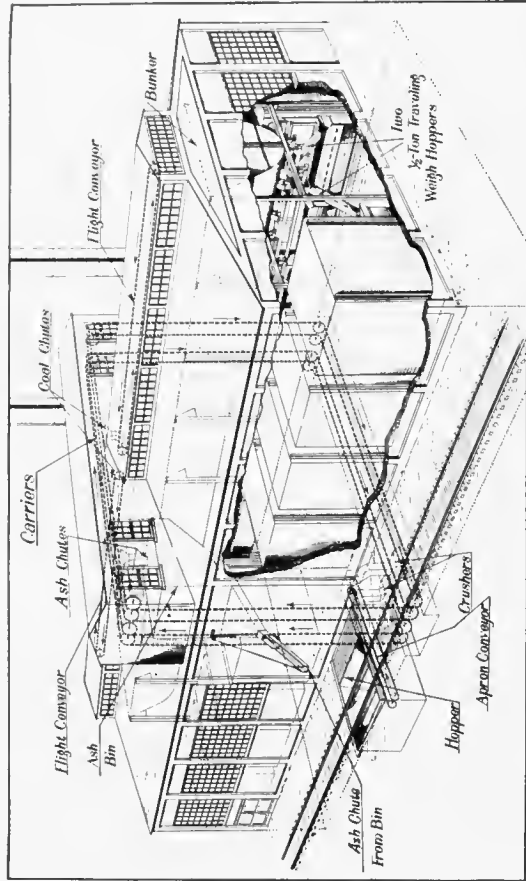 Flight Conveyor
Ash
Bin
Ash Chutes
Carriers
Coal Chutes
Flight Conveyor
Bunker
Two
½-Ton Traveling
Weigh Hoppers
Crushers
Apron Conveyor
Hopper
Ash Chute
From Bin